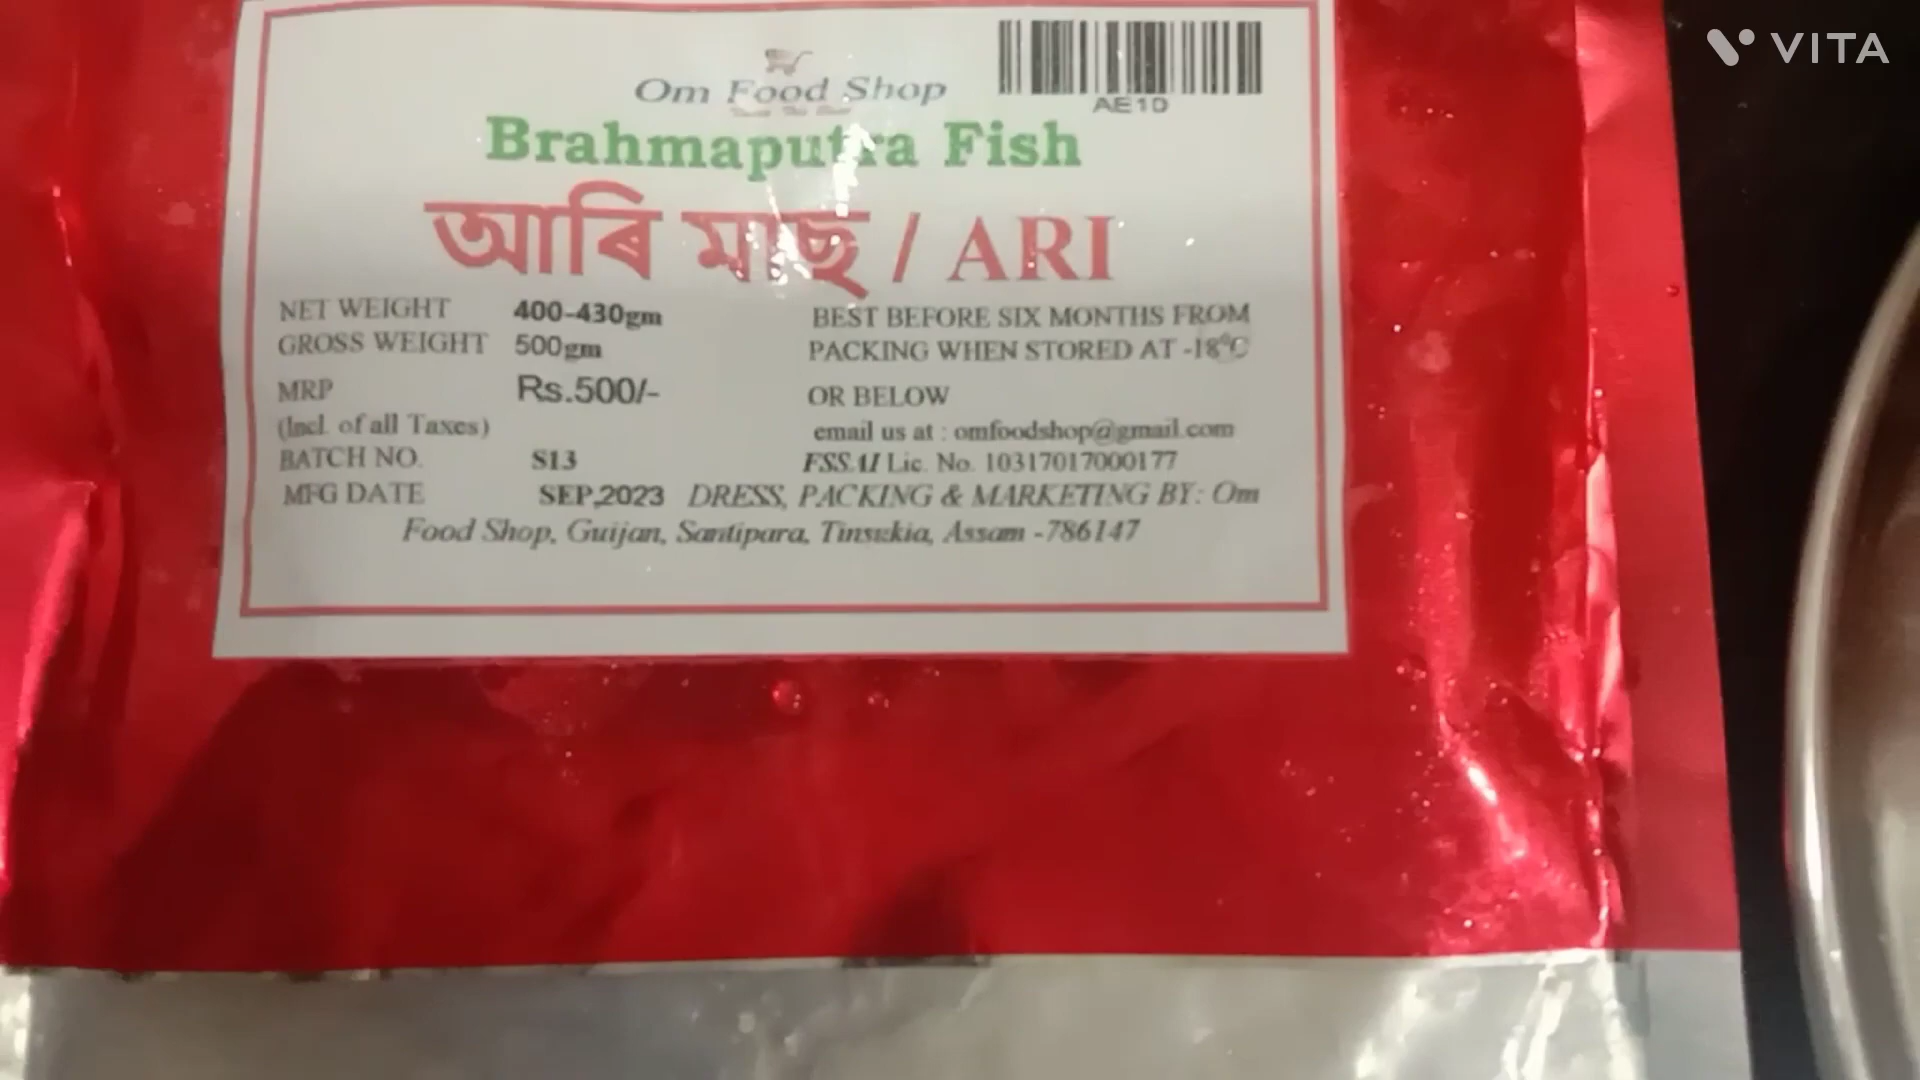 VITA
Om Food Shop
AE1D
Brahmaputra Fish
আৰি মাছ / ARI
NET WEIGHT 400-430gm
GROSS WEIGHT 500gm
MRP Rs.500/-
(Incl. of all Taxes)
BATCH NO. S13
MFG DATE SEP,2023
BEST BEFORE SIX MONTHS FROM
PACKING WHEN STORED AT -18°C
OR BELOW
email us at : omfoodshop@gmail.com
FSSAI Lic. No. 10317017000177
DRESS, PACKING & MARKETING BY: Om
Food Shop, Guijan, Santipara, Tinsukia, Assam -786147